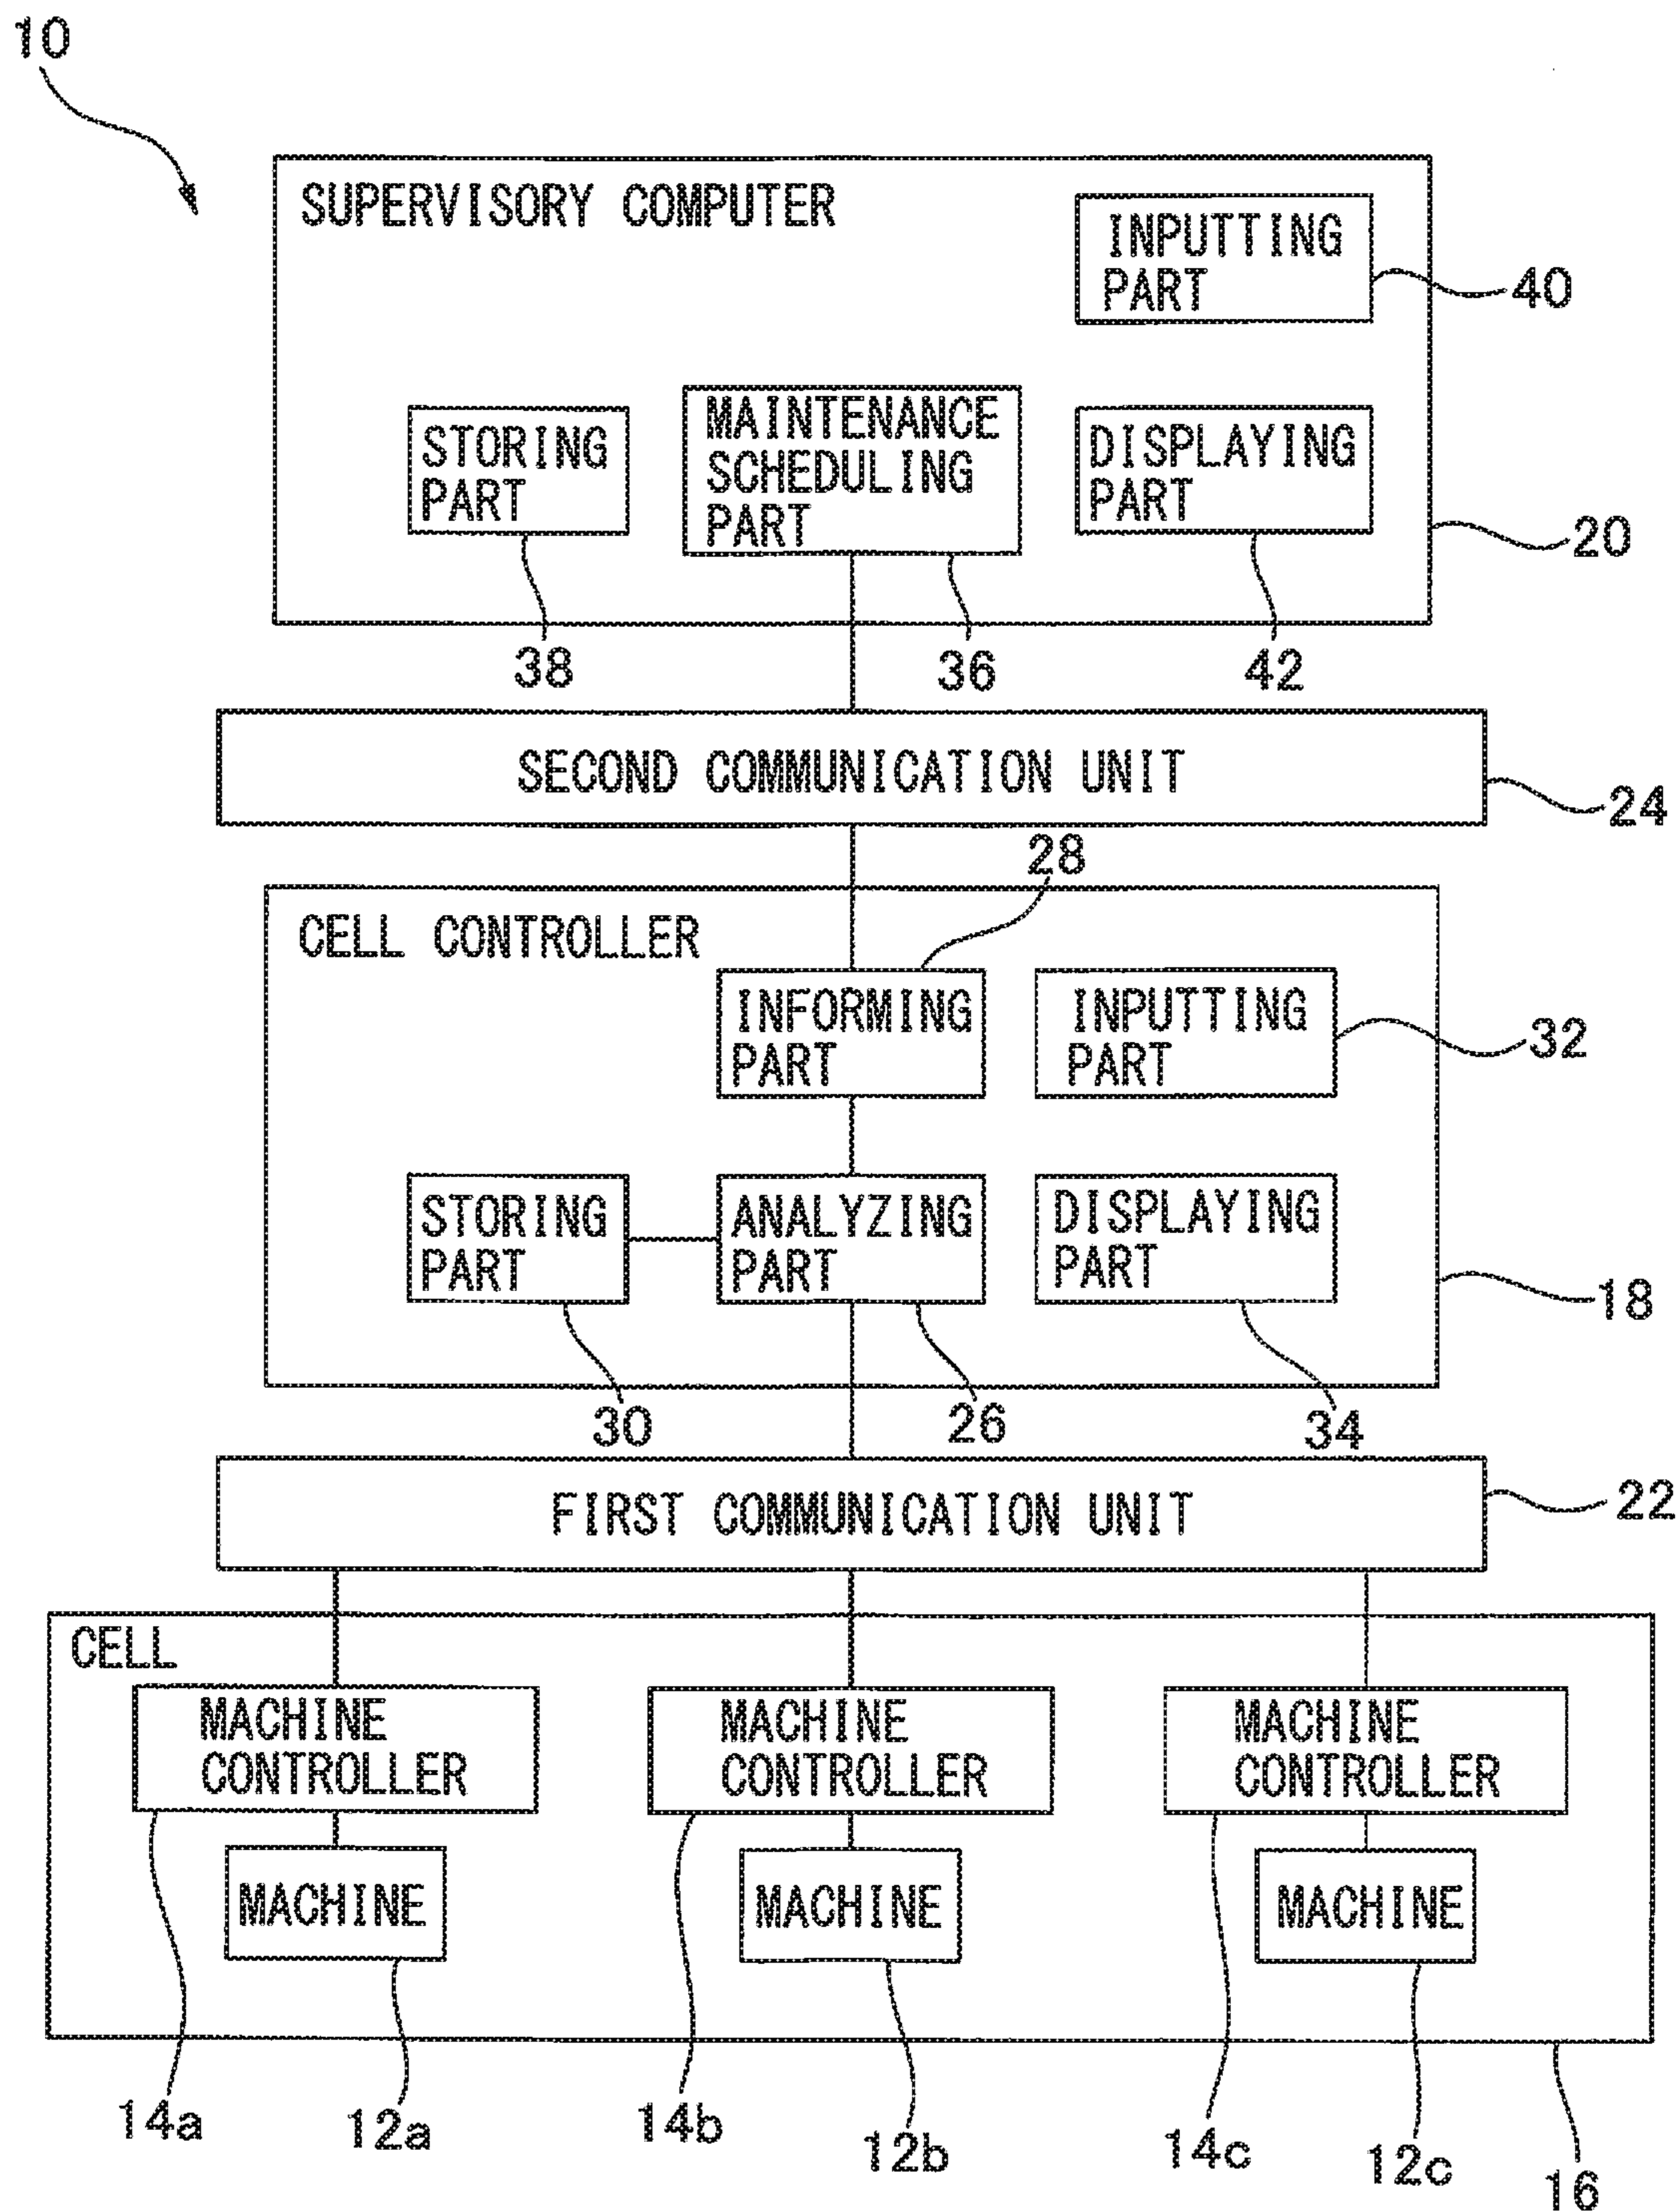 10
SUPERVISORY COMPUTER
INPUTTING
PART
40
STORING
PART
MAINTENANCE
SCHEDULING
PART
DISPLAYING
PART
20
38
36
42
SECOND COMMUNICATION UNIT
24
28
CELL CONTROLLER
INFORMING
PART
INPUTTING
PART
32
STORING
PART
ANALYZING
PART
DISPLAYING
PART
18
30
26
34
FIRST COMMUNICATION UNIT
22
CELL
MACHINE
CONTROLLER
MACHINE
CONTROLLER
MACHINE
CONTROLLER
MACHINE
MACHINE
MACHINE
14a
12a
14b
12b
14c
12c
16